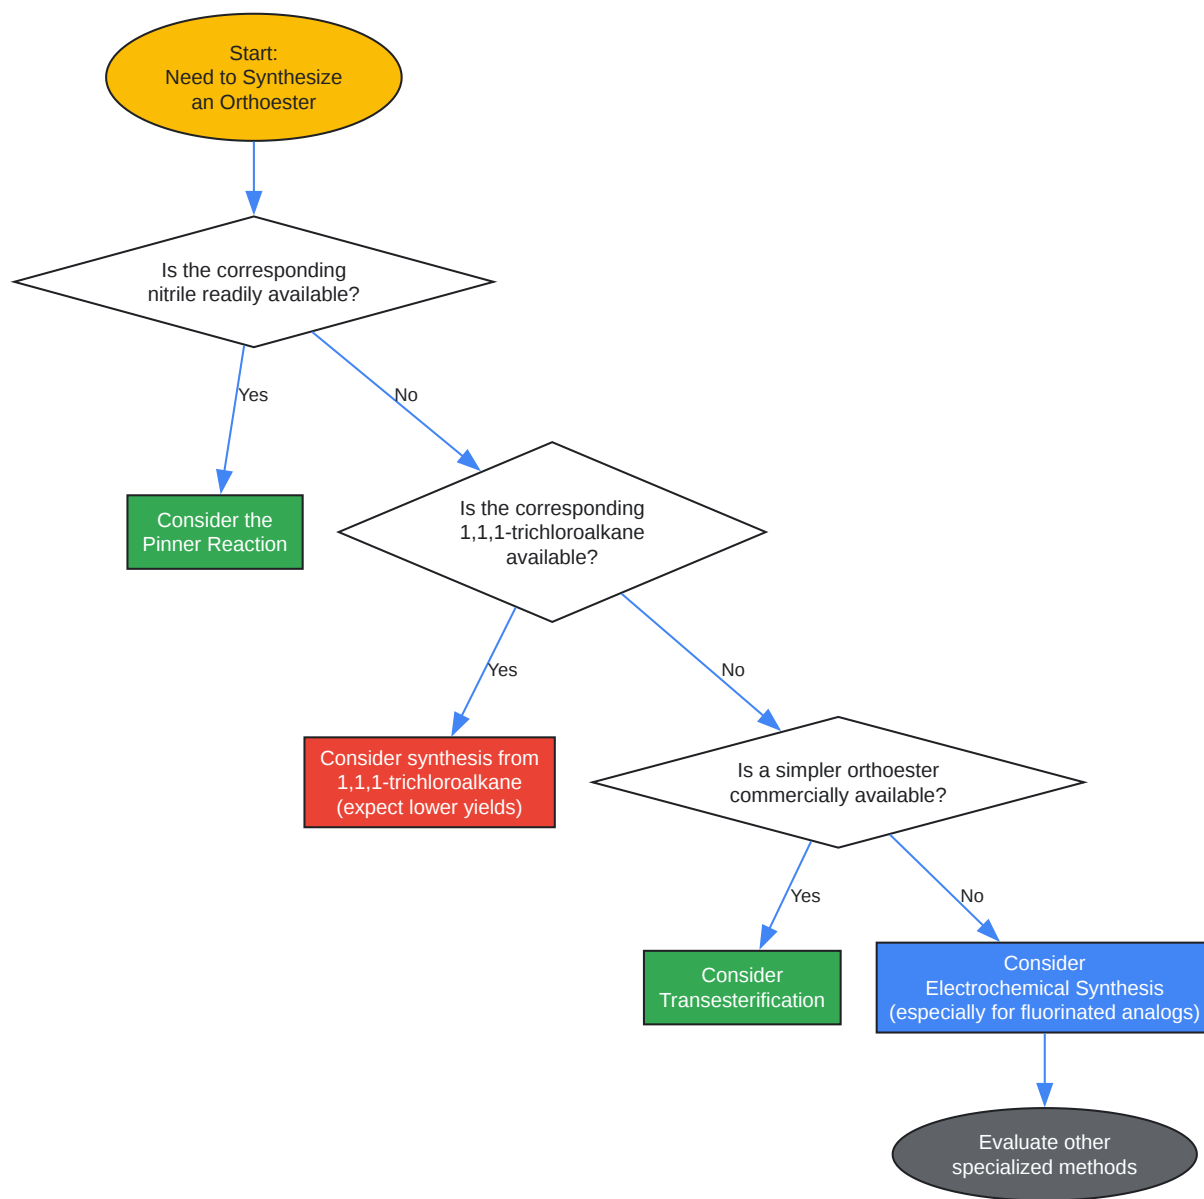 Start:
Need to Synthesize
an Orthoester
Is the corresponding
nitrile readily available?
Yes
No
Consider the
Pinner Reaction
Is the corresponding
1,1,1-trichloroalkane
available?
Yes
No
Consider synthesis from
1,1,1-trichloroalkane
(expect lower yields)
Is a simpler orthoester
commercially available?
Yes
No
Consider
Transesterification
Consider
Electrochemical Synthesis
(especially for fluorinated analogs)
Evaluate other
specialized methods